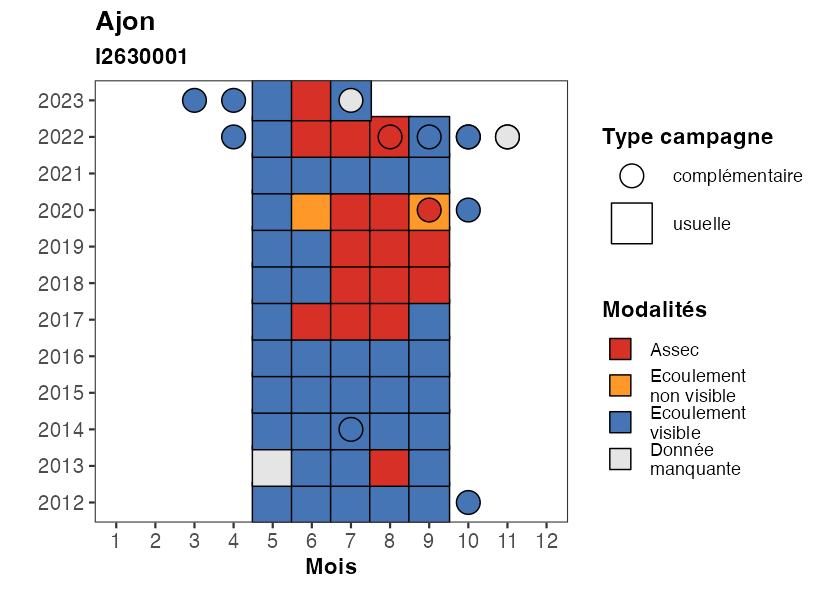 Ajon
I2630001
2023
2022
2021
2020
2019
2018
2017
2016
2015
2014
2013
2012
1 2 3 4 5 6 7 8 9 10 11 12
Mois
Type campagne
complémentaire
usuelle
Modalités
Assec
Ecoulement
non visible
Ecoulement
visible
Donnée
manquante